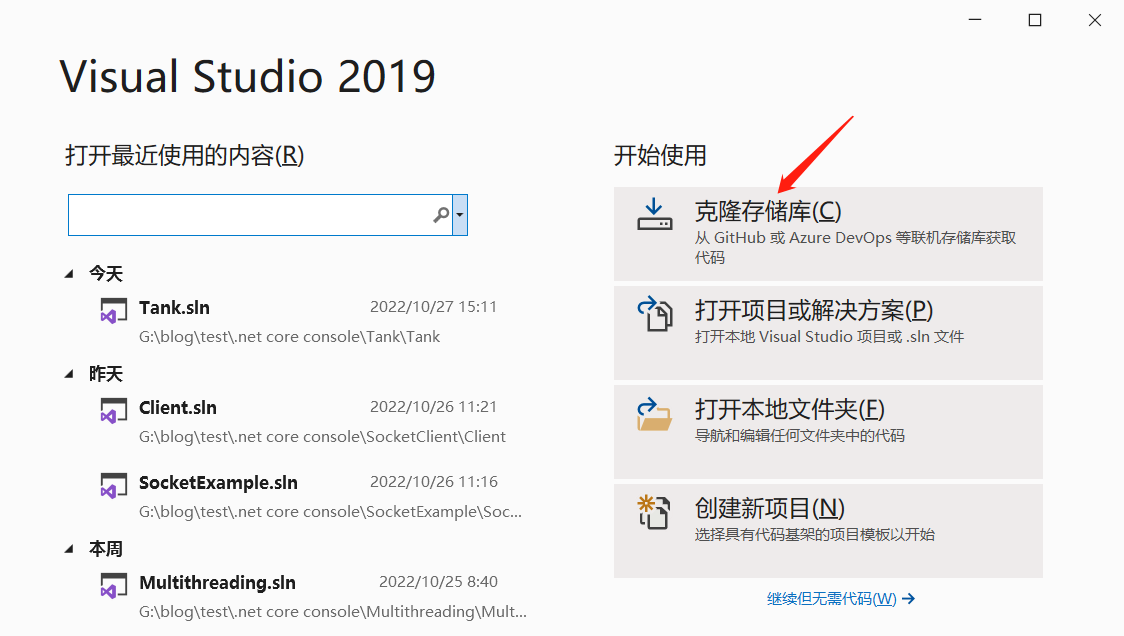 Visual Studio 2019
打开最近使用的内容(R)
今天
Tank.sln 2022/10/27 15:11
G:\blog\test\.net core console\Tank\Tank
昨天
Client.sln 2022/10/26 11:21
G:\blog\test\.net core console\SocketClient\Client
SocketExample.sln 2022/10/26 11:16
G:\blog\test\.net core console\SocketExample\Soc...
本周
Multithreading.sln 2022/10/25 8:40
G:\blog\test\.net core console\Multithreading\Mult...
开始使用
克隆存储库(C)
从 GitHub 或 Azure DevOps 等联机存储库获取
代码
打开项目或解决方案(P)
打开本地 Visual Studio 项目或 .sln 文件
打开本地文件夹(F)
导航和编辑任何文件夹中的代码
创建新项目(N)
选择具有代码基架的项目模板以开始
继续但无需代码(W) →